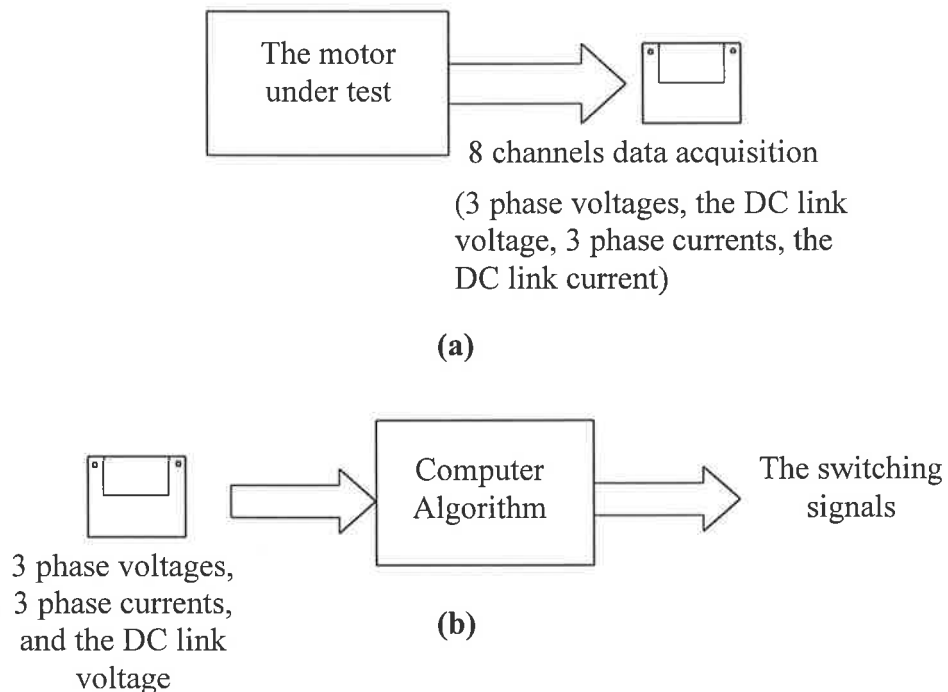 The motor
under test
8 channels data acquisition
(3 phase voltages, the DC link
voltage, 3 phase currents, the
DC link current)
(a)
Computer
Algorithm
The switching
signals
3 phase voltages,
3 phase currents,
and the DC link
voltage
(b)